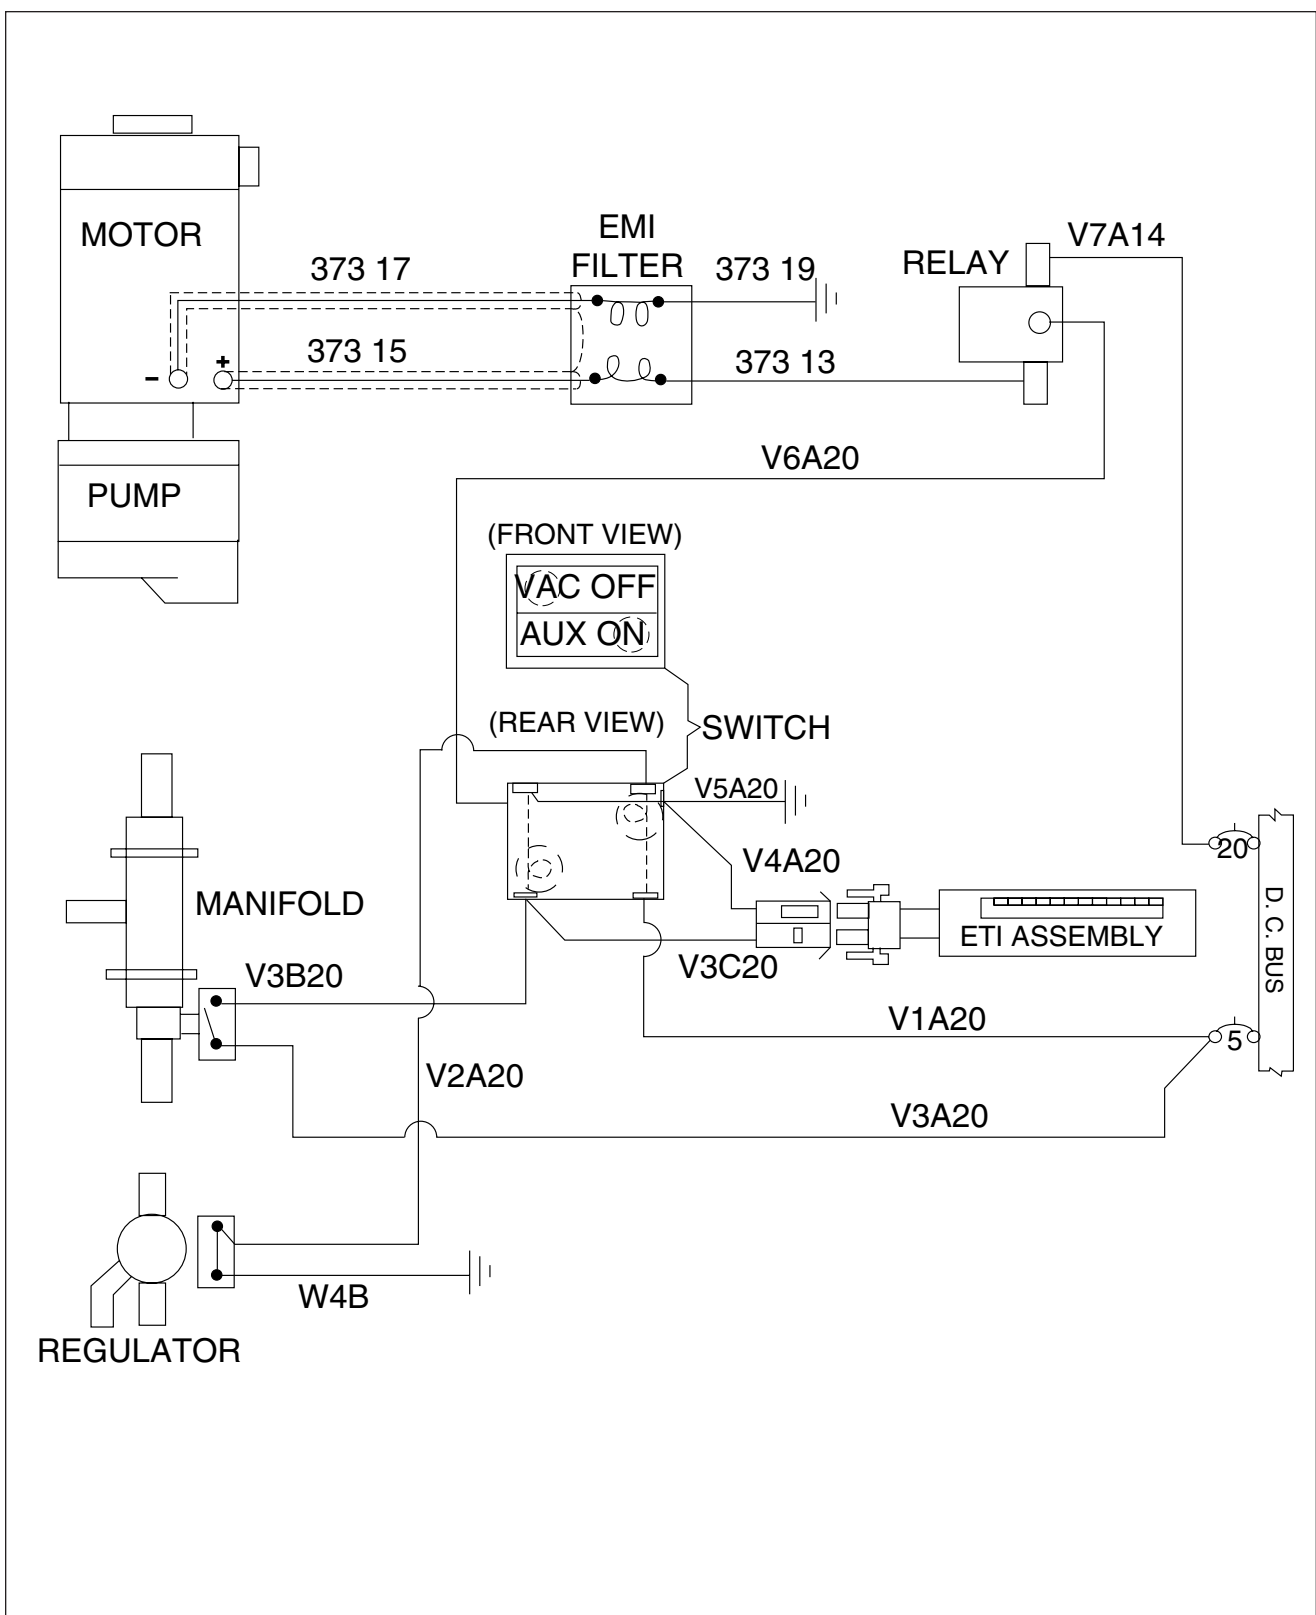 MOTOR
EMI
FILTER
373 17
373 19
RELAY
V7A14
373 15
373 13
- +
PUMP
V6A20
(FRONT VIEW)
VAC OFF
AUX ON
(REAR VIEW)
SWITCH
V5A20
V4A20
20
MANIFOLD
ETI ASSEMBLY
D. C. BUS
V3B20
V3C20
V1A20
5
V2A20
V3A20
W4B
REGULATOR